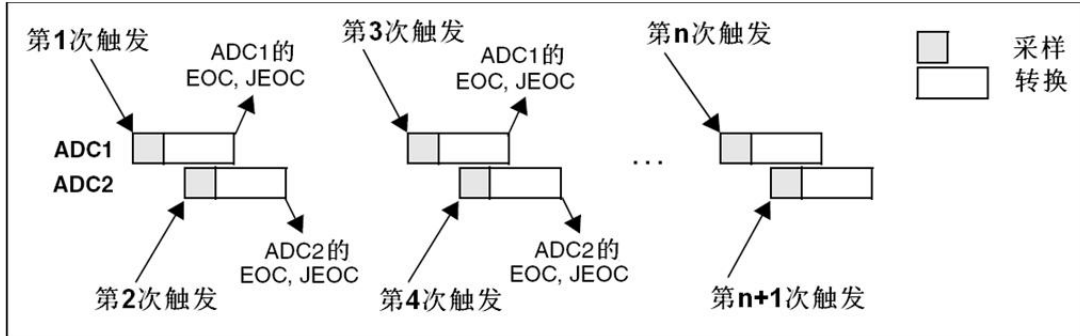 第1次触发
ADC1的
EOC, JEOC
第3次触发
ADC1的
EOC, JEOC
第n次触发
采样
转换
ADC1
ADC2
...
ADC2的
EOC, JEOC
ADC2的
EOC, JEOC
第2次触发
第4次触发
第n+1次触发